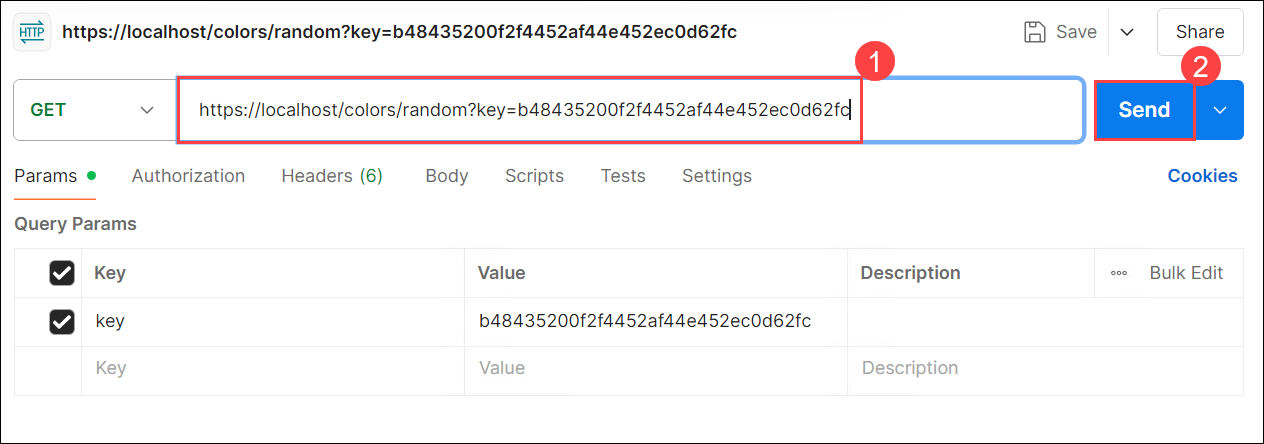 HTTP https://localhost/colors/random?key=b48435200f2f4452af44e452ec0d62fc Save Share
1 2
GET https://localhost/colors/random?key=b48435200f2f4452af44e452ec0d62fc Send
Params Authorization Headers (6) Body Scripts Tests Settings Cookies
Query Params
Key Value Description Bulk Edit
key b48435200f2f4452af44e452ec0d62fc
Key Value Description